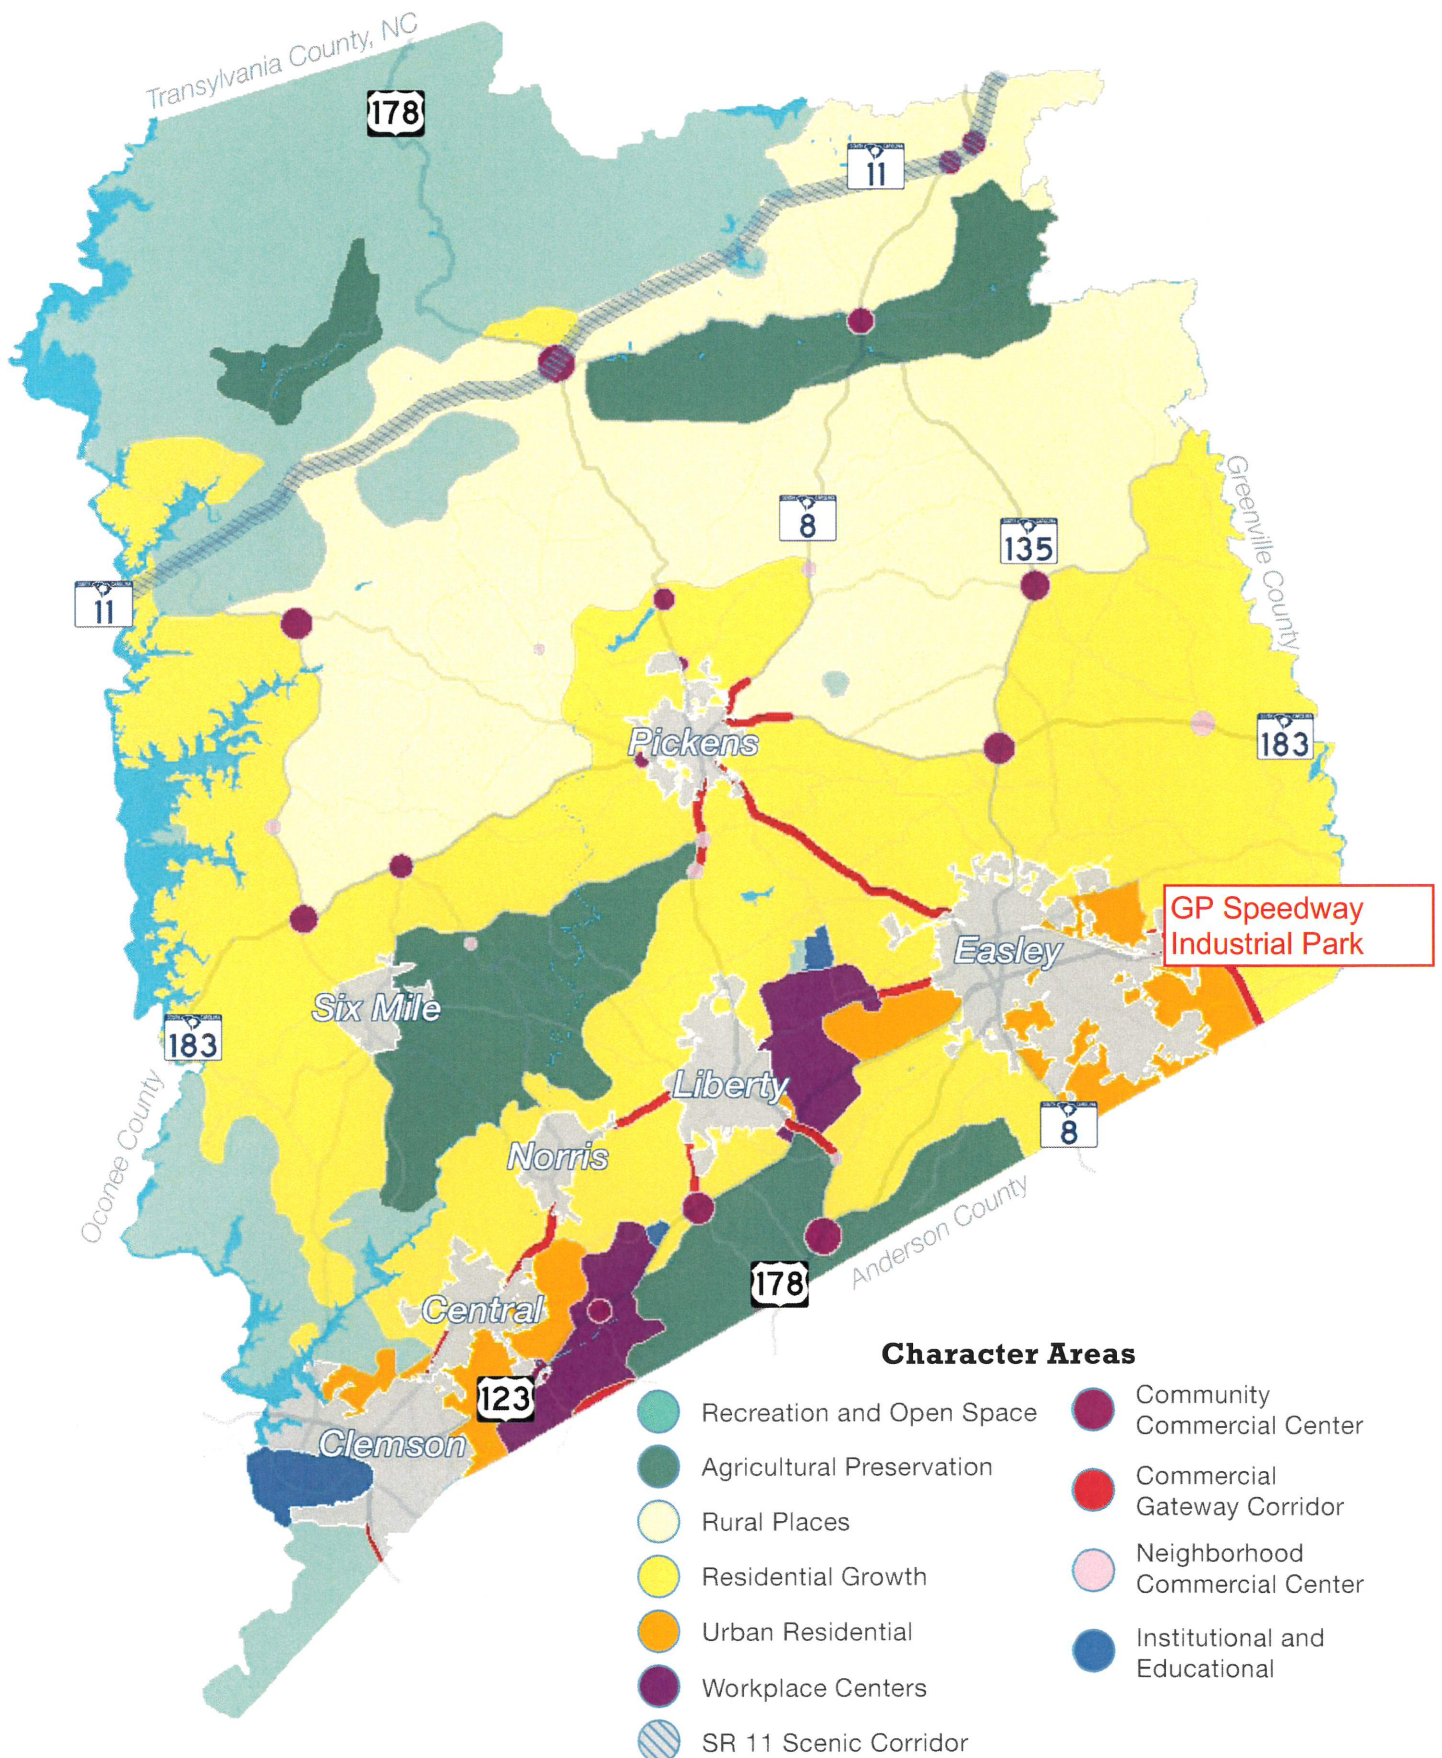 Transylvania County, NC
178
11
Greenville County
8
135
11
Pickens
183
GP Speedway
Industrial Park
Easley
Six Mile
183
Liberty
8
Oconee County
Norris
Anderson County
178
Central
123
Clemson
Character Areas
Recreation and Open Space
Agricultural Preservation
Rural Places
Residential Growth
Urban Residential
Workplace Centers
SR 11 Scenic Corridor
Community
Commercial Center
Commercial
Gateway Corridor
Neighborhood
Commercial Center
Institutional and
Educational